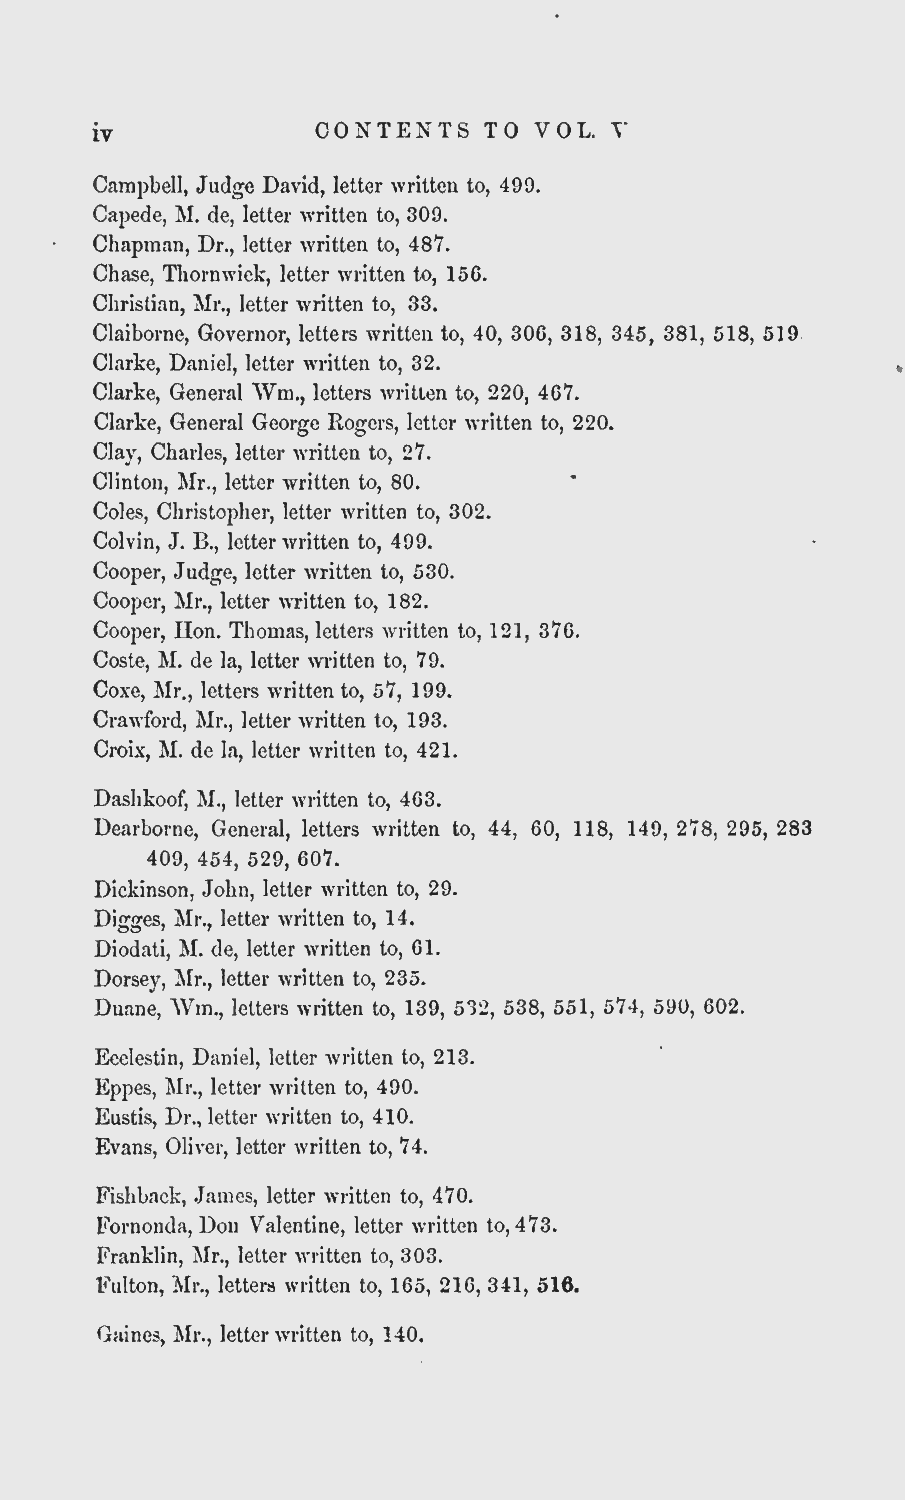 iv CONTENTS TO VOL. V
Campbell, Judge David, letter written to, 499.
Capede, M. de, letter written to, 309.
Chapman, Dr., letter written to, 487.
Chase, Thornwick, letter written to, 156.
Christian, Mr., letter written to, 33.
Claiborne, Governor, letters written to, 40, 306, 318, 345, 381, 518, 519
Clarke, Daniel, letter written to, 32.
Clarke, General Wm., letters written to, 220, 467.
Clarke, General George Rogers, letter written to, 220.
Clay, Charles, letter written to, 27.
Clinton, Mr., letter written to, 80.
Coles, Christopher, letter written to, 302.
Colvin, J. B., letter written to, 499.
Cooper, Judge, letter written to, 530.
Cooper, Mr., letter written to, 182.
Cooper, Hon. Thomas, letters written to, 121, 376.
Coste, M. de la, letter written to, 79.
Coxe, Mr., letters written to, 57, 199.
Crawford, Mr., letter written to, 193.
Croix, M. de la, letter written to, 421.
Dashkoof, M., letter written to, 463.
Dearborne, General, letters written to, 44, 60, 118, 149, 278, 295, 283
409, 454, 529, 607.
Dickinson, John, letter written to, 29.
Digges, Mr., letter written to, 14.
Diodati, M. de, letter written to, 61.
Dorsey, Mr., letter written to, 235.
Duane, Wm., letters written to, 139, 532, 538, 551, 574, 590, 602.
Ecclestin, Daniel, letter written to, 213.
Eppes, Mr., letter written to, 490.
Eustis, Dr., letter written to, 410.
Evans, Oliver, letter written to, 74.
Fishback, James, letter written to, 470.
Fornonda, Don Valentine, letter written to, 473.
Franklin, Mr., letter written to, 303.
Fulton, Mr., letters written to, 165, 216, 341, 516.
Gaines, Mr., letter written to, 140.